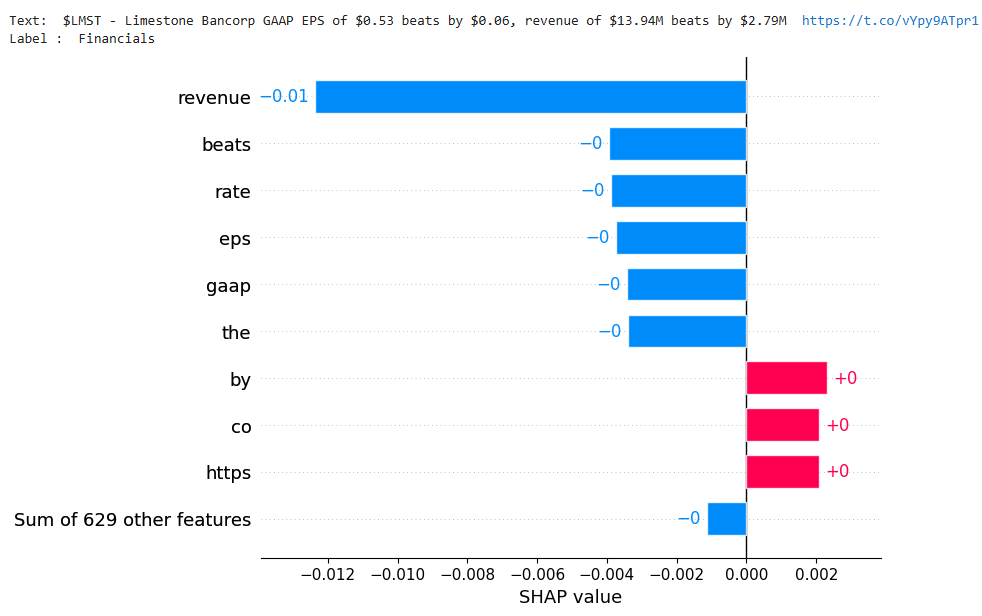 Text:  $LMST - Limestone Bancorp GAAP EPS of $0.53 beats by $0.06, revenue of $13.94M beats by $2.79M  https://t.co/vYpy9ATpr1
Label :  Financials
revenue −0.01
beats −0
rate −0
eps −0
gaap −0
the −0
by +0
co +0
https +0
Sum of 629 other features −0
−0.012 −0.010 −0.008 −0.006 −0.004 −0.002 0.000 0.002
SHAP value